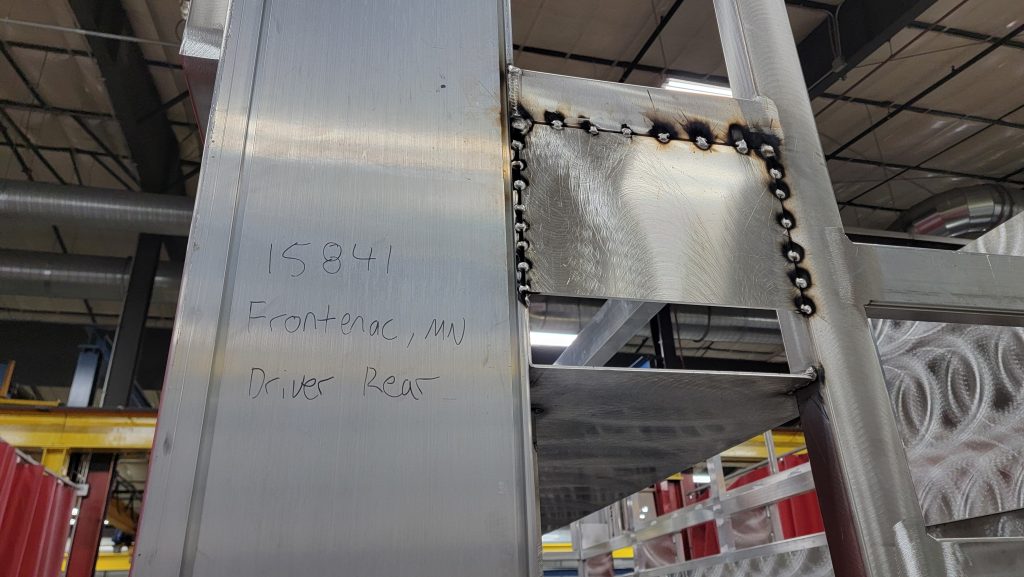 15841
Frontenac, MN
Driver Rear